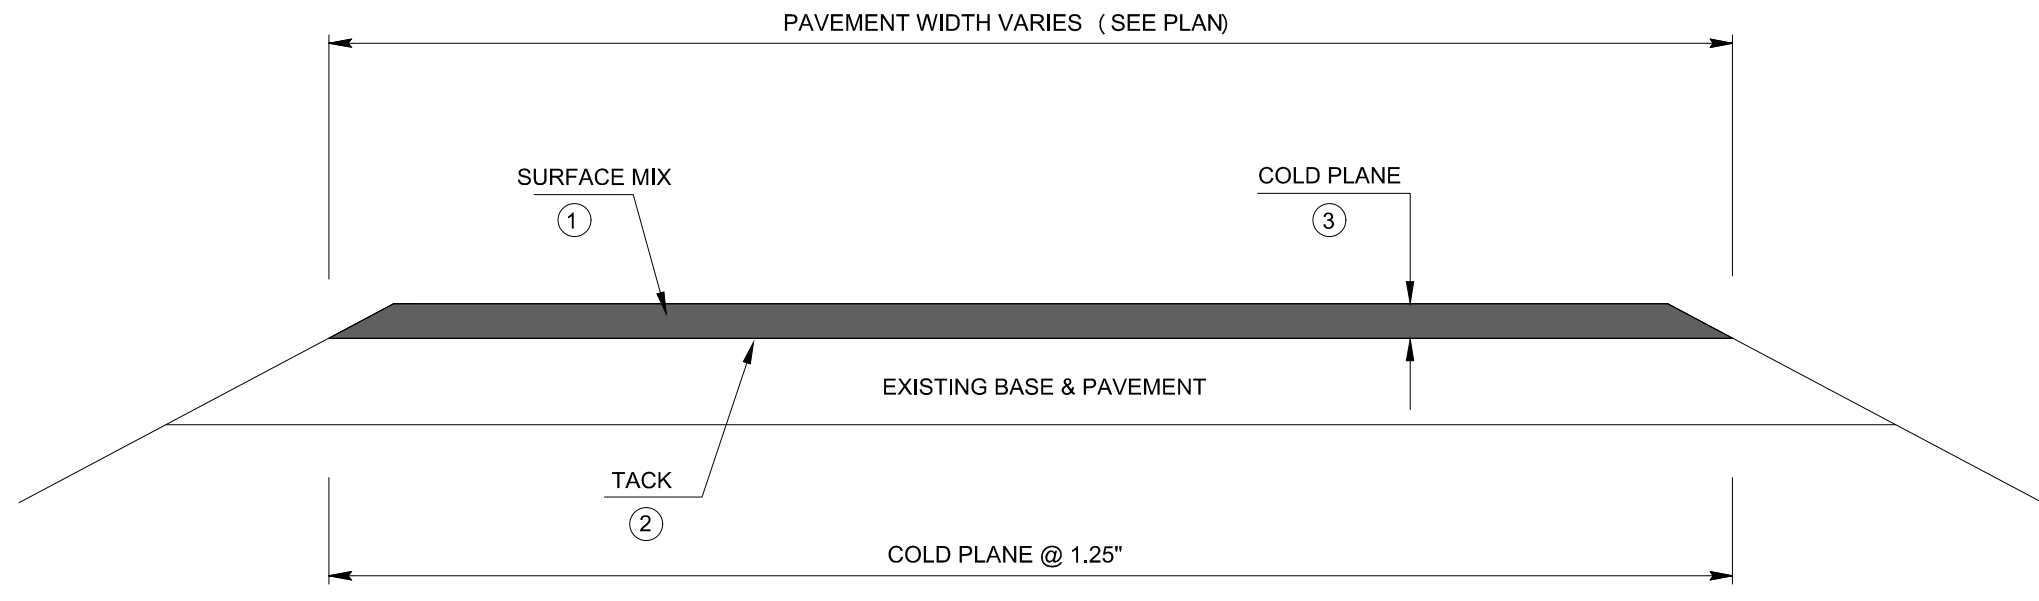 PAVEMENT WIDTH VARIES (SEE PLAN)
SURFACE MIX
1
COLD PLANE
3
EXISTING BASE & PAVEMENT
TACK
2
COLD PLANE @ 1.25"